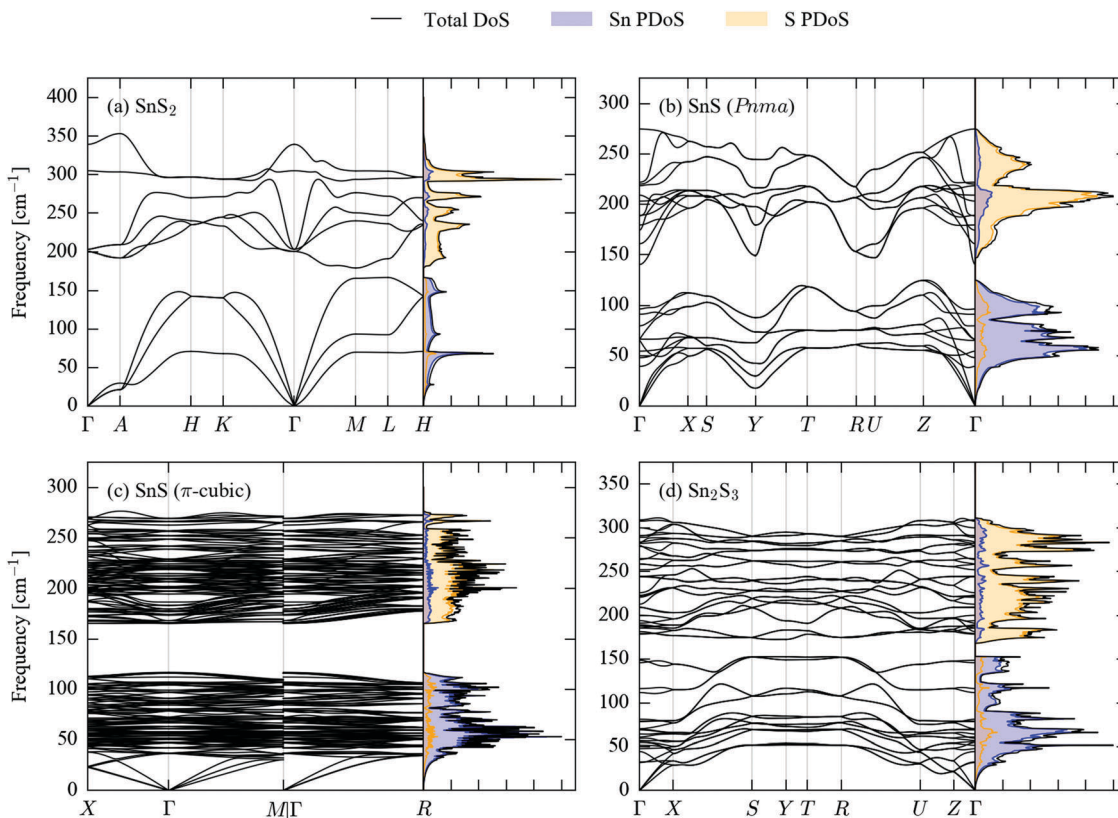 Total DoS Sn PDoS S PDoS
(a) SnS₂
Frequency [cm⁻¹]
400
350
300
250
200
150
100
50
0
Γ A H K Γ M L H
(b) SnS (Pnma)
300
250
200
150
100
50
0
Γ X S Y T R U Z Γ
(c) SnS (π-cubic)
Frequency [cm⁻¹]
300
250
200
150
100
50
0
X Γ M|Γ R
(d) Sn₂S₃
350
300
250
200
150
100
50
0
Γ X S Y T R U Z Γ